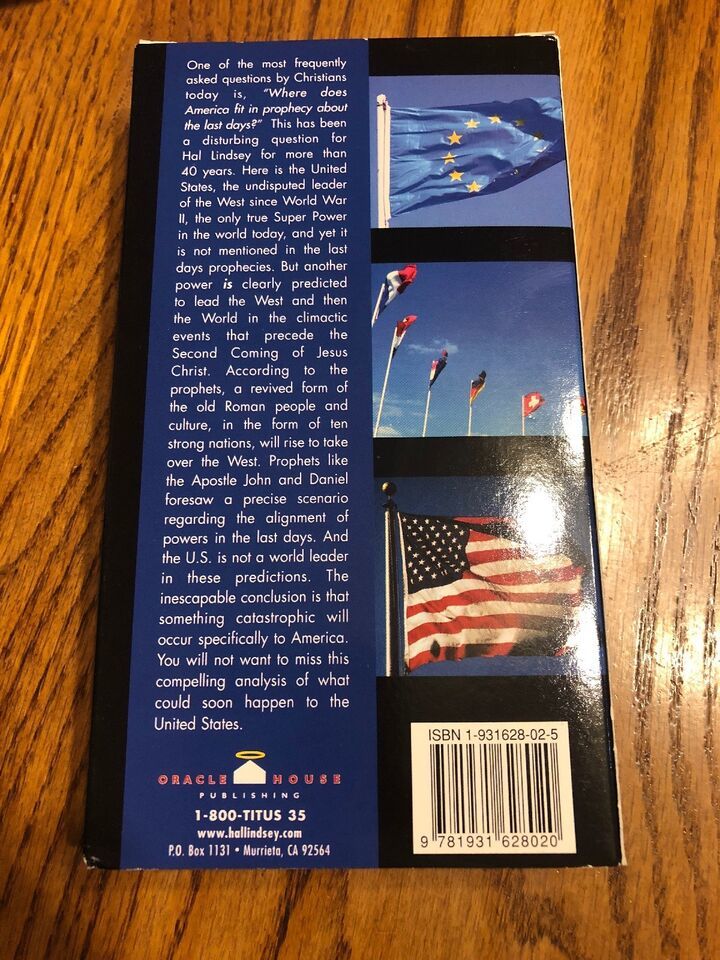 One of the most frequently
asked questions by Christians
today is, "Where does
America fit in prophecy about
the last days?" This has been
a disturbing question for
Hal Lindsey for more than
40 years. Here is the United
States, the undisputed leader
of the West since World War
II, the only true Super Power
in the world today, and yet it
is not mentioned in the last
days prophecies. But another
power is clearly predicted
to lead the West and then
the World in the climactic
events that precede the
Second Coming of Jesus
Christ. According to the
prophets, a revived form of
the old Roman people and
culture, in the form of ten
strong nations, will rise to take
over the West. Prophets like
the Apostle John and Daniel
foresaw a precise scenario
regarding the alignment of
powers in the last days. And
the U.S. is not a world leader
in these predictions. The
inescapable conclusion is that
something catastrophic will
occur specifically to America.
You will not want to miss this
compelling analysis of what
could soon happen to the
United States.
ORACLE HOUSE
PUBLISHING
1-800-TITUS 35
www.hallindsey.com
P.O. Box 1131 • Murrieta, CA 92564
ISBN 1-931628-02-5
9 781931 628020